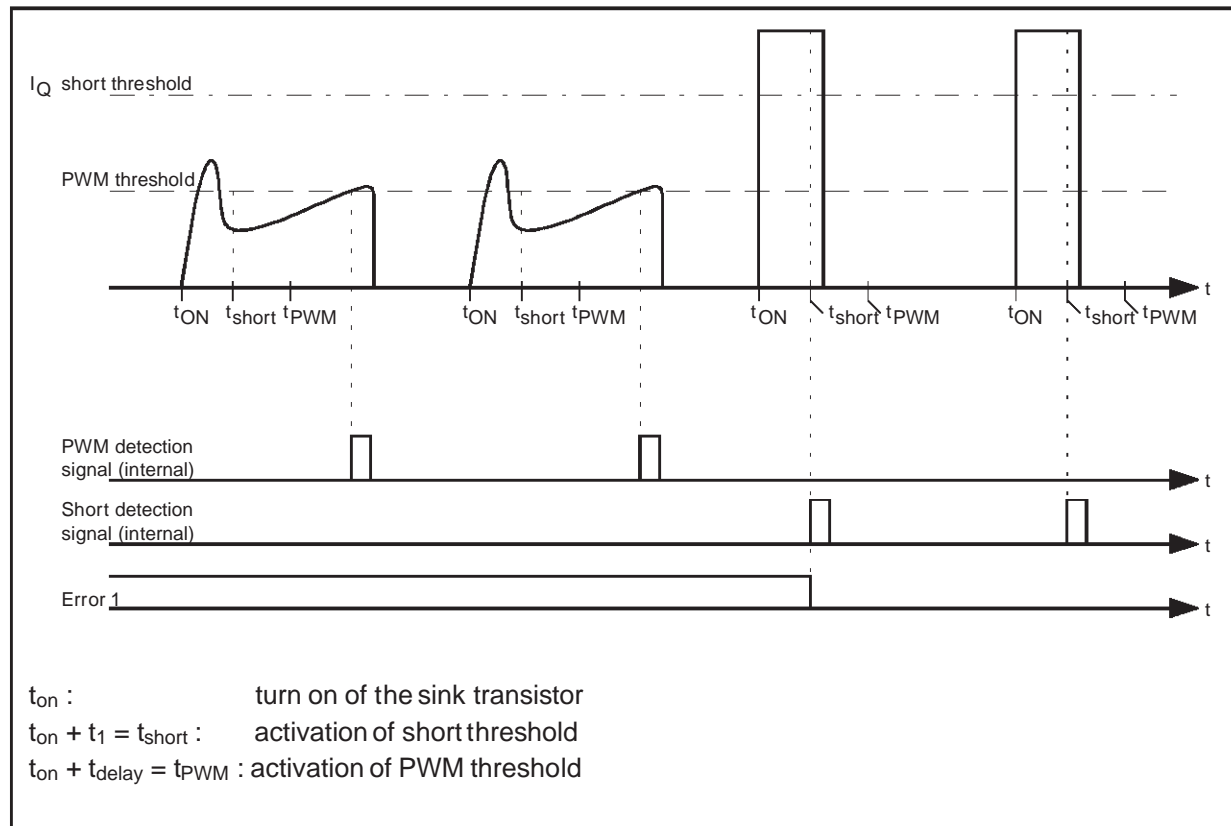 I_Q short threshold
PWM threshold
t
t_ON t_short t_PWM t_ON t_short t_PWM t_ON t_short t_PWM t_ON t_short t_PWM
PWM detection
signal (internal)
t
Short detection
signal (internal)
t
Error 1
t
t_on : turn on of the sink transistor
t_on + t_1 = t_short : activation of short threshold
t_on + t_delay = t_PWM : activation of PWM threshold